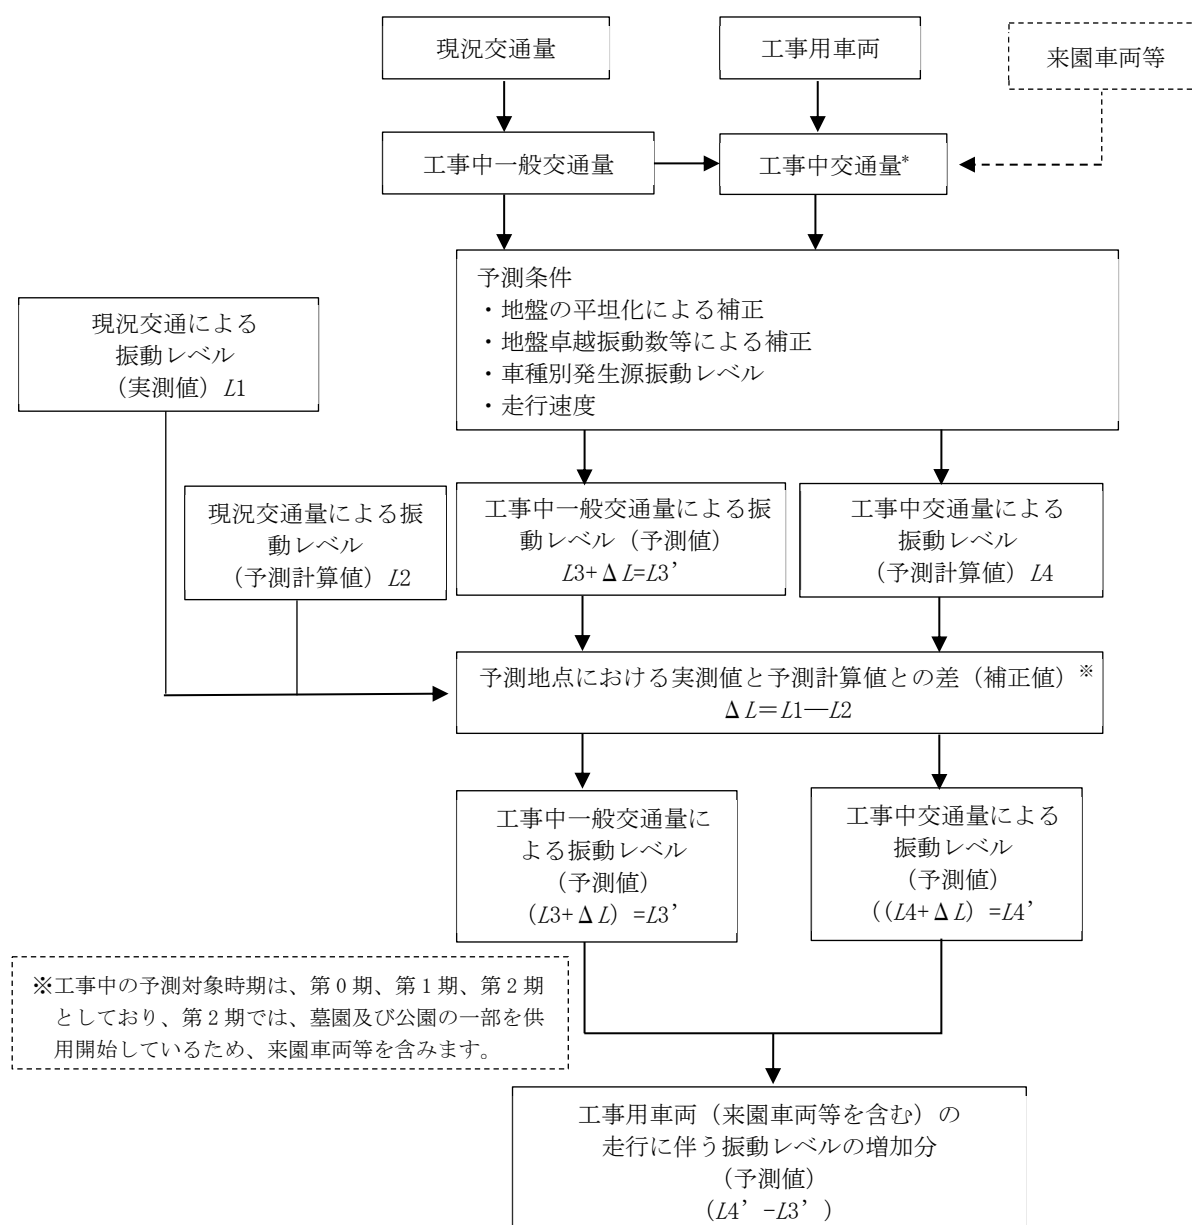 現況交通量
工事用車両
来園車両等
工事中一般交通量
工事中交通量*
予測条件
・地盤の平坦化による補正
・地盤卓越振動数等による補正
・車種別発生源振動レベル
・走行速度
現況交通による
振動レベル
（実測値）L1
現況交通量による振
動レベル
（予測計算値）L2
工事中一般交通量による振
動レベル（予測値）
L3+ΔL=L3’
工事中交通量による
振動レベル
（予測計算値）L4
予測地点における実測値と予測計算値との差（補正値）※
ΔL＝L1―L2
工事中一般交通量に
よる振動レベル
（予測値）
(L3+ΔL）=L3’
工事中交通量による
振動レベル
（予測値）
((L4+ΔL）=L4’
※工事中の予測対象時期は、第0期、第1期、第2期
としており、第2期では、墓園及び公園の一部を供
用開始しているため、来園車両等を含みます。
工事用車両（来園車両等を含む）の
走行に伴う振動レベルの増加分
（予測値）
（L4’-L3’）